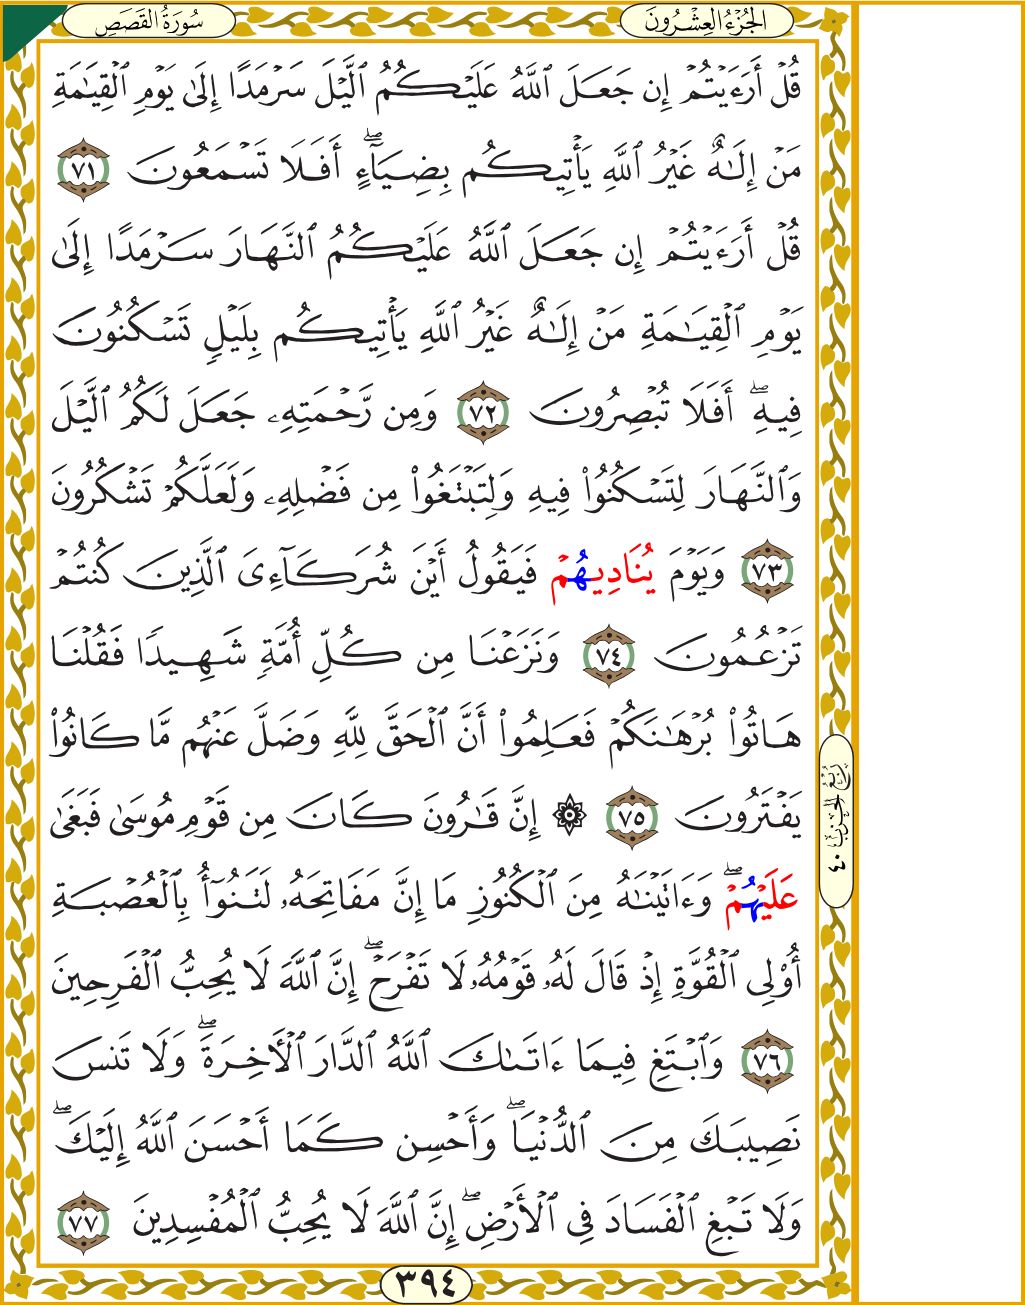 سُورَةُ القَصَصِ
الجُزْءُ العِشْرُونَ
قُلۡ أَرَءَيۡتُمۡ إِن جَعَلَ ٱللَّهُ عَلَيۡكُمُ ٱلَّيۡلَ سَرۡمَدًا إِلَىٰ يَوۡمِ ٱلۡقِيَٰمَةِ
مَنۡ إِلَٰهٌ غَيۡرُ ٱللَّهِ يَأۡتِيكُم بِضِيَآءٍۖ أَفَلَا تَسۡمَعُونَ ٧١
قُلۡ أَرَءَيۡتُمۡ إِن جَعَلَ ٱللَّهُ عَلَيۡكُمُ ٱلنَّهَارَ سَرۡمَدًا إِلَىٰ
يَوۡمِ ٱلۡقِيَٰمَةِ مَنۡ إِلَٰهٌ غَيۡرُ ٱللَّهِ يَأۡتِيكُم بِلَيۡلٖ تَسۡكُنُونَ
فِيهِۖ أَفَلَا تُبۡصِرُونَ ٧٢ وَمِن رَّحۡمَتِهِۦ جَعَلَ لَكُمُ ٱلَّيۡلَ
وَٱلنَّهَارَ لِتَسۡكُنُواْ فِيهِ وَلِتَبۡتَغُواْ مِن فَضۡلِهِۦ وَلَعَلَّكُمۡ تَشۡكُرُونَ
٧٣ وَيَوۡمَ يُنَادِيهُمۡ فَيَقُولُ أَيۡنَ شُرَكَآءِيَ ٱلَّذِينَ كُنتُمۡ
تَزۡعُمُونَ ٧٤ وَنَزَعۡنَا مِن كُلِّ أُمَّةٖ شَهِيدٗا فَقُلۡنَا
هَاتُواْ بُرۡهَٰنَكُمۡ فَعَلِمُواْ أَنَّ ٱلۡحَقَّ لِلَّهِ وَضَلَّ عَنۡهُم مَّا كَانُواْ
يَفۡتَرُونَ ٧٥ ۞ إِنَّ قَٰرُونَ كَانَ مِن قَوۡمِ مُوسَىٰ فَبَغَىٰ
عَلَيۡهُمۡۖ وَءَاتَيۡنَٰهُ مِنَ ٱلۡكُنُوزِ مَآ إِنَّ مَفَاتِحَهُۥ لَتَنُوٓأُ بِٱلۡعُصۡبَةِ
أُوْلِي ٱلۡقُوَّةِ إِذۡ قَالَ لَهُۥ قَوۡمُهُۥ لَا تَفۡرَحۡۖ إِنَّ ٱللَّهَ لَا يُحِبُّ ٱلۡفَرِحِينَ
٧٦ وَٱبۡتَغِ فِيمَآ ءَاتَىٰكَ ٱللَّهُ ٱلدَّارَ ٱلۡأٓخِرَةَۖ وَلَا تَنسَ
نَصِيبَكَ مِنَ ٱلدُّنۡيَاۖ وَأَحۡسِن كَمَآ أَحۡسَنَ ٱللَّهُ إِلَيۡكَۖ
وَلَا تَبۡغِ ٱلۡفَسَادَ فِي ٱلۡأَرۡضِۖ إِنَّ ٱللَّهَ لَا يُحِبُّ ٱلۡمُفۡسِدِينَ ٧٧
رُبْعُ الحِزْبِ ٤٠
٣٩٤